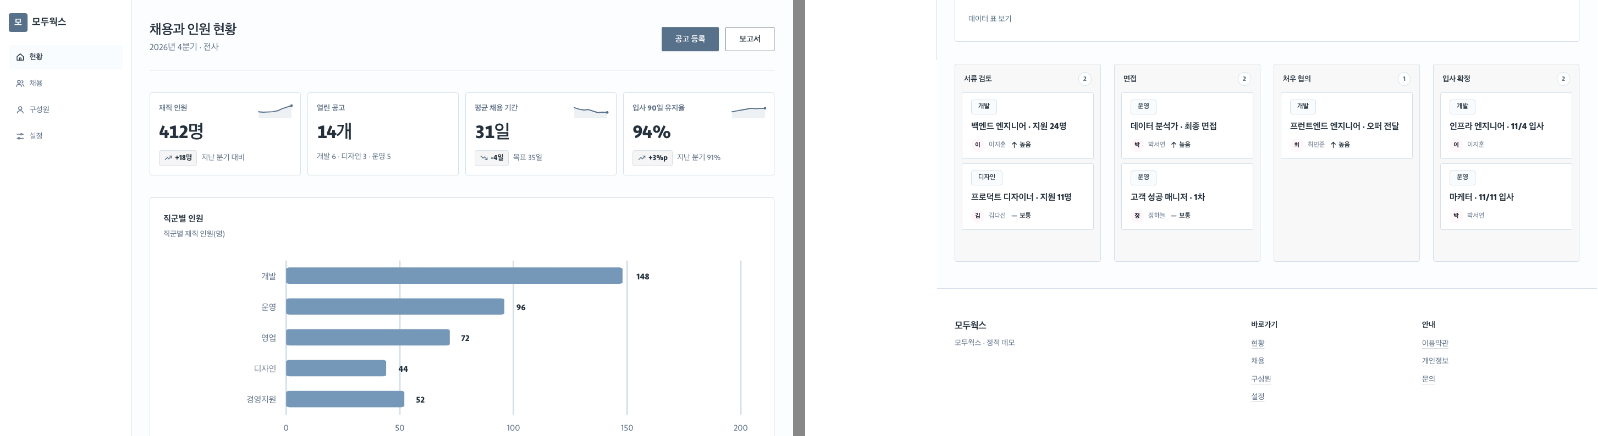 모 모두웍스
현황
채용
구성원
설정
채용과 인원 현황
2026년 4분기 · 전사
공고 등록
보고서
재직 인원
412명
+18명 지난 분기 대비
열린 공고
14개
개발 6 · 디자인 3 · 운영 5
평균 채용 기간
31일
-4일 목표 35일
입사 90일 유지율
94%
+3%p 지난 분기 91%
직군별 인원
직군별 재직 인원(명)
개발 148
운영 96
영업 72
디자인 44
경영지원 52
0 50 100 150 200
데이터 표 보기
서류 검토 2
개발
백엔드 엔지니어 · 지원 24명
이 이지훈 ↑ 높음
디자인
프로덕트 디자이너 · 지원 11명
김 김나진 — 보통
면접 2
운영
데이터 분석가 · 최종 면접
박 박서연 ↑ 높음
운영
고객 성공 매니저 · 1차
정 정하늘 — 보통
처우 협의 1
개발
프런트엔드 엔지니어 · 오퍼 전달
최 최민준 ↑ 높음
입사 확정 2
개발
인프라 엔지니어 · 11/4 입사
이 이지훈
운영
마케터 · 11/11 입사
박 박서연
모두웍스
모두웍스 · 정적 데모
바로가기
현황
채용
구성원
설정
안내
이용약관
개인정보
문의